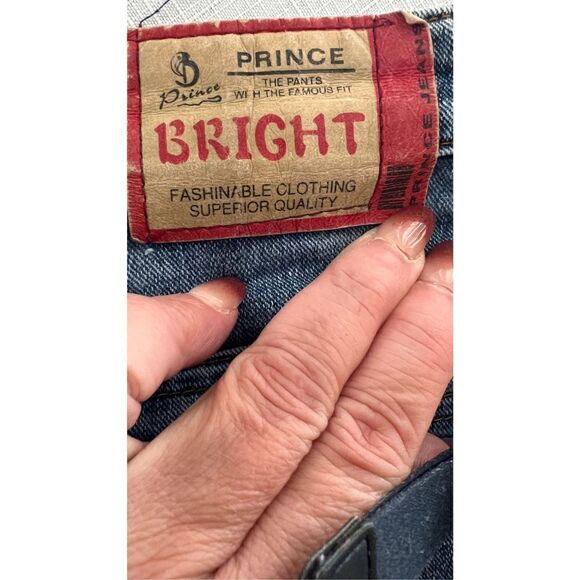 Prince
PRINCE
THE PANTS
WITH THE FAMOUS FIT
BRIGHT
FASHINABLE CLOTHING
SUPERIOR QUALITY
PRINCE JEANS